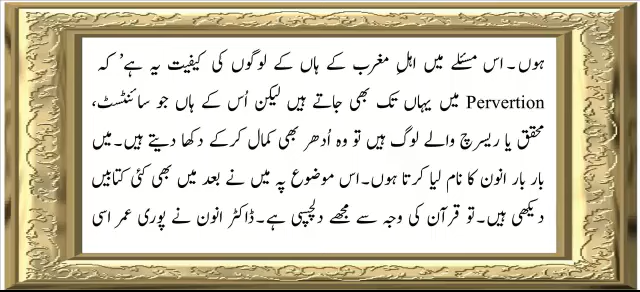 ہوں۔ اس مسئلے میں اہلِ مغرب کے ہاں کے لوگوں کی کیفیت یہ ہے’ کہ
Pervertion میں یہاں تک بھی جاتے ہیں لیکن اُس کے ہاں جو سائنٹسٹ،
محقق یا ریسرچ والے لوگ ہیں تو وہ اُدھر بھی کمال کرکے دکھا دیتے ہیں۔ میں
بار بار انون کا نام لیا کرتا ہوں۔ اس موضوع پہ میں نے بعد میں بھی کئی کتابیں
دیکھی ہیں۔ تو قرآن کی وجہ سے مجھے دلچسپی ہے۔ ڈاکٹر انون نے پوری عمر اسی